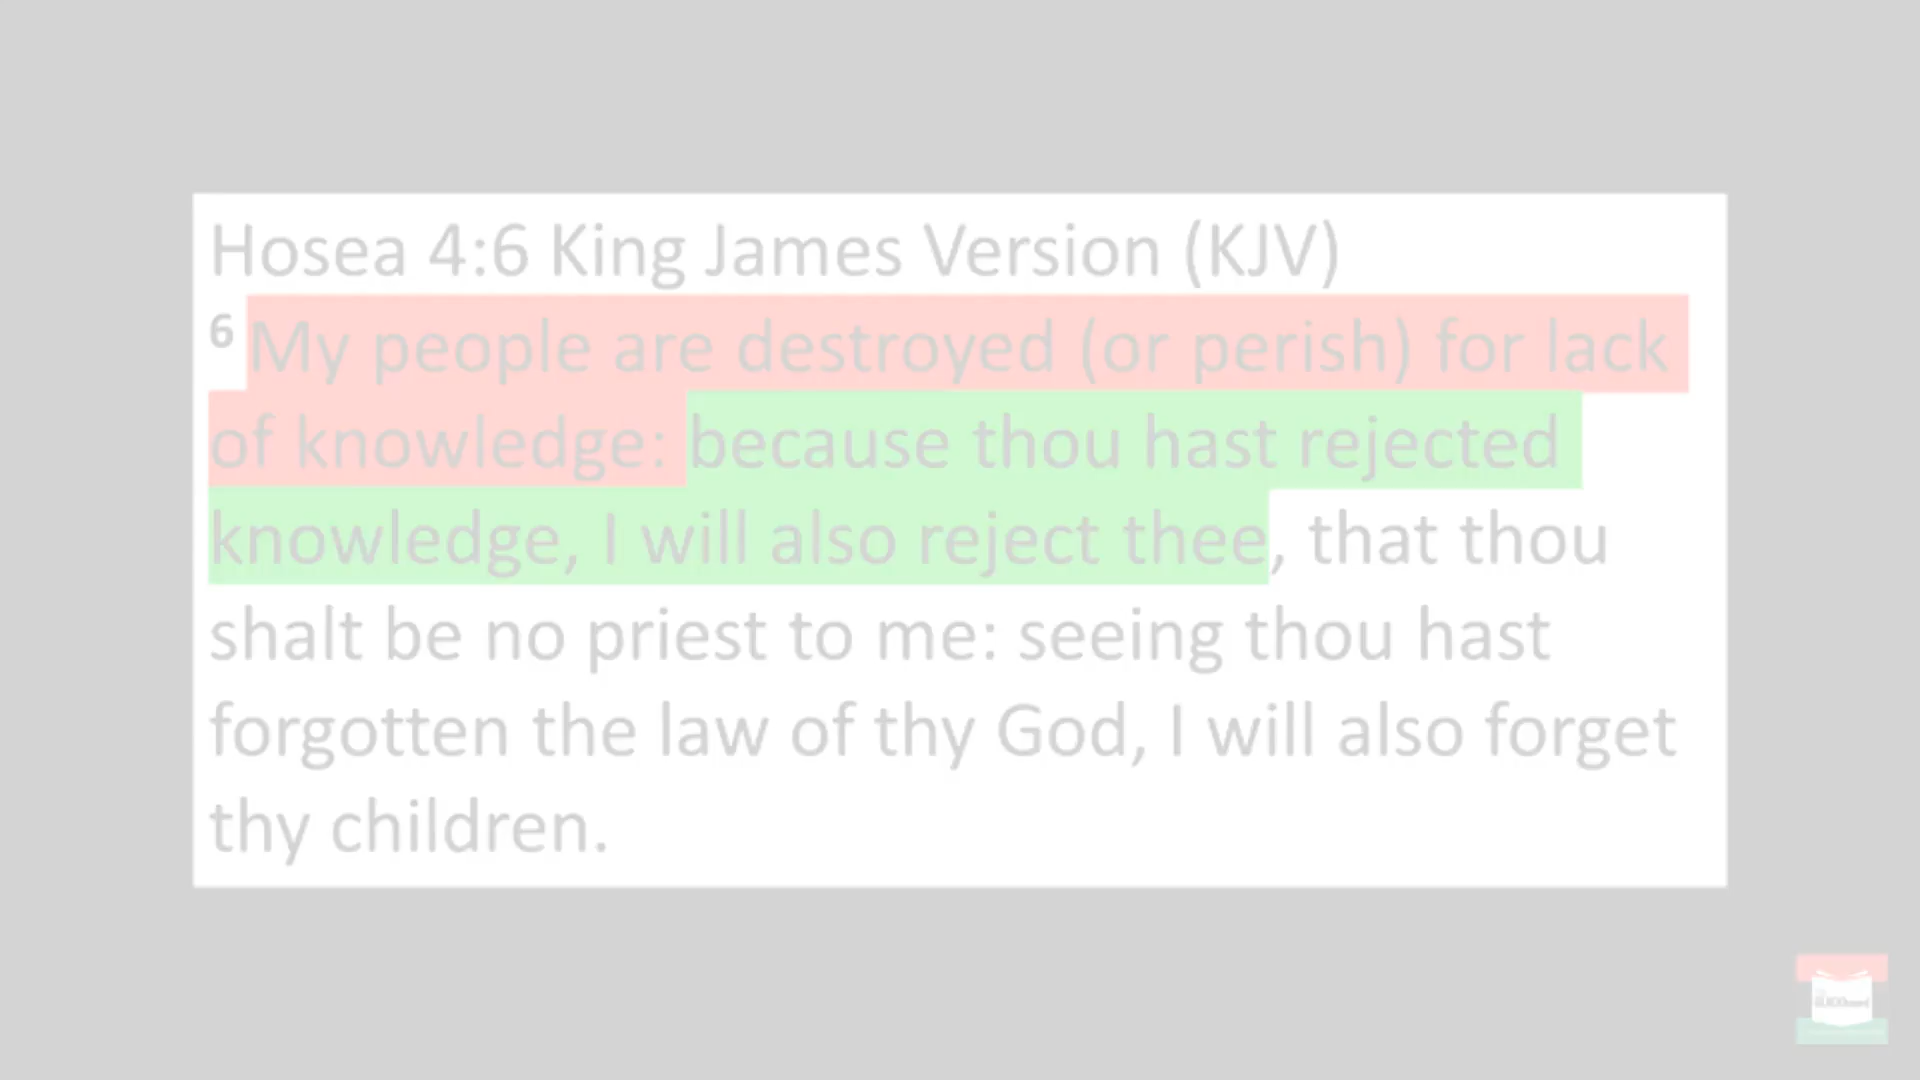 Hosea 4:6 King James Version (KJV)
6 My people are destroyed (or perish) for lack
of knowledge: because thou hast rejected
knowledge, I will also reject thee, that thou
shalt be no priest to me: seeing thou hast
forgotten the law of thy God, I will also forget
thy children.